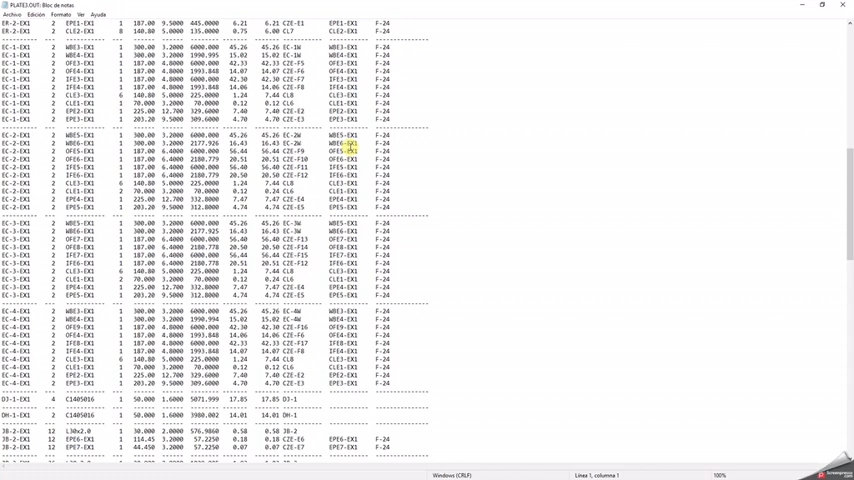 PLATE3.OUT: Bloc de notas
Archivo Edición Formato Ver Ayuda
ER-2-EX1 2 EPE1-EX1 1 187.00 9.5000 445.0000 6.21 6.21 CZE-E1 EPE1-EX1 F-24
ER-2-EX1 2 CLE2-EX1 8 140.80 5.0000 135.0000 0.75 6.00 CL7 CLE2-EX1 F-24
EC-1-EX1 2 WBE3-EX1 1 300.00 3.2000 6000.000 45.26 45.26 EC-1W WBE3-EX1 F-24
EC-1-EX1 2 WBE4-EX1 1 300.00 3.2000 1990.995 15.02 15.02 EC-1W WBE4-EX1 F-24
EC-1-EX1 2 OFE3-EX1 1 187.00 4.8000 6000.000 42.33 42.33 CZE-F5 OFE3-EX1 F-24
EC-1-EX1 2 OFE4-EX1 1 187.00 4.8000 1993.848 14.07 14.07 CZE-F6 OFE4-EX1 F-24
EC-1-EX1 2 IFE3-EX1 1 187.00 4.8000 6000.000 42.30 42.30 CZE-F7 IFE3-EX1 F-24
EC-1-EX1 2 IFE4-EX1 1 187.00 4.8000 1993.848 14.06 14.06 CZE-F8 IFE4-EX1 F-24
EC-1-EX1 2 CLE3-EX1 6 140.80 5.0000 225.0000 1.24 7.44 CL8 CLE3-EX1 F-24
EC-1-EX1 2 CLE1-EX1 1 70.000 3.2000 70.0000 0.12 0.12 CL6 CLE1-EX1 F-24
EC-1-EX1 2 EPE2-EX1 1 225.00 12.700 329.6000 7.40 7.40 CZE-E2 EPE2-EX1 F-24
EC-1-EX1 2 EPE3-EX1 1 203.20 9.5000 309.6000 4.70 4.70 CZE-E3 EPE3-EX1 F-24
EC-2-EX1 2 WBE5-EX1 1 300.00 3.2000 6000.000 45.26 45.26 EC-2W WBE5-EX1 F-24
EC-2-EX1 2 WBE6-EX1 1 300.00 3.2000 2177.926 16.43 16.43 EC-2W WBE6-EX1 F-24
EC-2-EX1 2 OFE5-EX1 1 187.00 6.4000 6000.000 56.44 56.44 CZE-F9 OFE5-EX1 F-24
EC-2-EX1 2 OFE6-EX1 1 187.00 6.4000 2180.779 20.51 20.51 CZE-F10 OFE6-EX1 F-24
EC-2-EX1 2 IFE5-EX1 1 187.00 6.4000 6000.000 56.40 56.40 CZE-F11 IFE5-EX1 F-24
EC-2-EX1 2 IFE6-EX1 1 187.00 6.4000 2180.779 20.50 20.50 CZE-F12 IFE6-EX1 F-24
EC-2-EX1 2 CLE3-EX1 6 140.80 5.0000 225.0000 1.24 7.44 CL8 CLE3-EX1 F-24
EC-2-EX1 2 CLE1-EX1 2 70.000 3.2000 70.0000 0.12 0.24 CL6 CLE1-EX1 F-24
EC-2-EX1 2 EPE4-EX1 1 225.00 12.700 332.8000 7.47 7.47 CZE-E4 EPE4-EX1 F-24
EC-2-EX1 2 EPE5-EX1 1 203.20 9.5000 312.8000 4.74 4.74 CZE-E5 EPE5-EX1 F-24
EC-3-EX1 2 WBE5-EX1 1 300.00 3.2000 6000.000 45.26 45.26 EC-3W WBE5-EX1 F-24
EC-3-EX1 2 WBE6-EX1 1 300.00 3.2000 2177.925 16.43 16.43 EC-3W WBE6-EX1 F-24
EC-3-EX1 2 OFE7-EX1 1 187.00 6.4000 6000.000 56.40 56.40 CZE-F13 OFE7-EX1 F-24
EC-3-EX1 2 OFE8-EX1 1 187.00 6.4000 2180.778 20.50 20.50 CZE-F14 OFE8-EX1 F-24
EC-3-EX1 2 IFE7-EX1 1 187.00 6.4000 6000.000 56.44 56.44 CZE-F15 IFE7-EX1 F-24
EC-3-EX1 2 IFE6-EX1 1 187.00 6.4000 2180.778 20.50 20.50 CZE-F12 IFE6-EX1 F-24
EC-3-EX1 2 CLE3-EX1 6 140.80 5.0000 225.0000 1.24 7.44 CL8 CLE3-EX1 F-24
EC-3-EX1 2 CLE1-EX1 2 70.000 3.2000 70.0000 0.12 0.24 CL6 CLE1-EX1 F-24
EC-3-EX1 2 EPE4-EX1 1 225.00 12.700 332.8000 7.47 7.47 CZE-E4 EPE4-EX1 F-24
EC-3-EX1 2 EPE5-EX1 1 203.20 9.5000 312.8000 4.74 4.74 CZE-E5 EPE5-EX1 F-24
EC-4-EX1 2 WBE3-EX1 1 300.00 3.2000 6000.000 45.26 45.26 EC-4W WBE3-EX1 F-24
EC-4-EX1 2 WBE4-EX1 1 300.00 3.2000 1990.994 15.02 15.02 EC-4W WBE4-EX1 F-24
EC-4-EX1 2 OFE9-EX1 1 187.00 4.8000 6000.000 42.30 42.30 CZE-F16 OFE9-EX1 F-24
EC-4-EX1 2 OFE4-EX1 1 187.00 4.8000 1993.848 14.06 14.06 CZE-F6 OFE4-EX1 F-24
EC-4-EX1 2 IFE8-EX1 1 187.00 4.8000 6000.000 42.33 42.33 CZE-F17 IFE8-EX1 F-24
EC-4-EX1 2 IFE4-EX1 1 187.00 4.8000 1993.848 14.06 14.06 CZE-F8 IFE4-EX1 F-24
EC-4-EX1 2 CLE3-EX1 6 140.80 5.0000 225.0000 1.24 7.44 CL8 CLE3-EX1 F-24
EC-4-EX1 2 CLE1-EX1 1 70.000 3.2000 70.0000 0.12 0.12 CL6 CLE1-EX1 F-24
EC-4-EX1 2 EPE2-EX1 1 225.00 12.700 329.6000 7.40 7.40 CZE-E2 EPE2-EX1 F-24
EC-4-EX1 2 EPE3-EX1 1 203.20 9.5000 309.6000 4.70 4.70 CZE-E3 EPE3-EX1 F-24
DJ-1-EX1 4 C1405016 1 50.000 1.6000 5071.999 17.85 17.85 DJ-1
DH-1-EX1 2 C1405016 1 50.000 1.6000 3980.002 14.01 14.01 DH-1
JB-2-EX1 12 L30x2.0 1 30.000 2.0000 576.9860 0.58 0.58 JB-2
JB-2-EX1 12 EPE6-EX1 1 114.45 3.2000 57.2250 0.18 0.18 CZE-E6 EPE6-EX1 F-24
JB-2-EX1 12 EPE7-EX1 1 44.450 3.2000 57.2250 0.07 0.07 CZE-E7 EPE7-EX1 F-24
Windows (CRLF) Línea 1, columna 1 100%
Screenpresso
.com